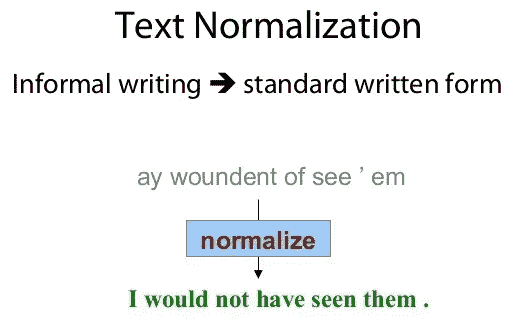 Text Normalization
Informal writing ➔ standard written form
ay woundent of see ’ em
normalize
I would not have seen them .